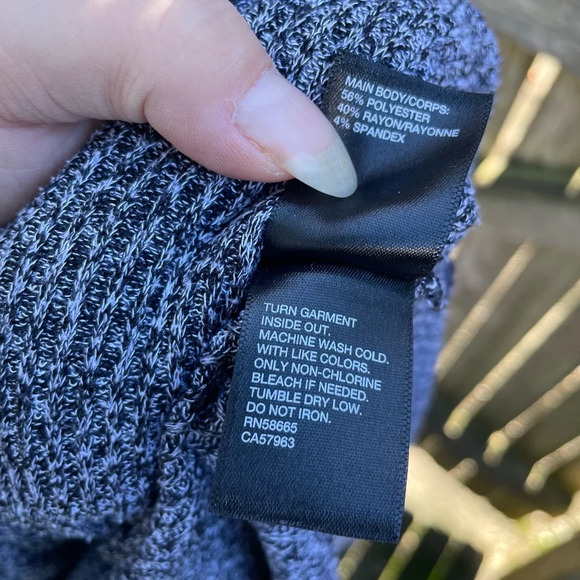 MAIN BODY/CORPS:
56% POLYESTER
40% RAYON/RAYONNE
4% SPANDEX
TURN GARMENT
INSIDE OUT.
MACHINE WASH COLD.
WITH LIKE COLORS.
ONLY NON-CHLORINE
BLEACH IF NEEDED.
TUMBLE DRY LOW.
DO NOT IRON.
RN58665
CA57963